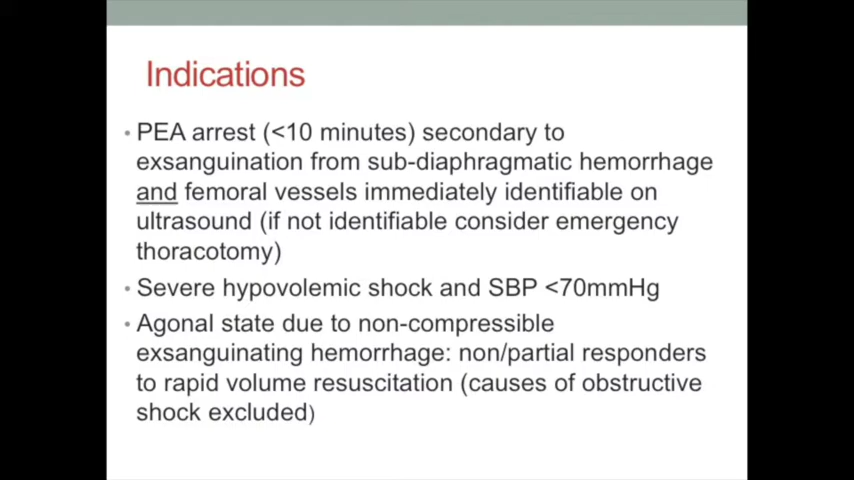 Indications
• PEA arrest (<10 minutes) secondary to
exsanguination from sub-diaphragmatic hemorrhage
and femoral vessels immediately identifiable on
ultrasound (if not identifiable consider emergency
thoracotomy)
• Severe hypovolemic shock and SBP <70mmHg
• Agonal state due to non-compressible
exsanguinating hemorrhage: non/partial responders
to rapid volume resuscitation (causes of obstructive
shock excluded)